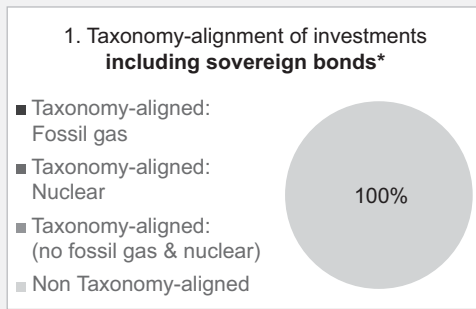 1. Taxonomy-alignment of investments
including sovereign bonds*
Taxonomy-aligned:
Fossil gas
Taxonomy-aligned:
Nuclear
Taxonomy-aligned:
(no fossil gas & nuclear)
Non Taxonomy-aligned
100%